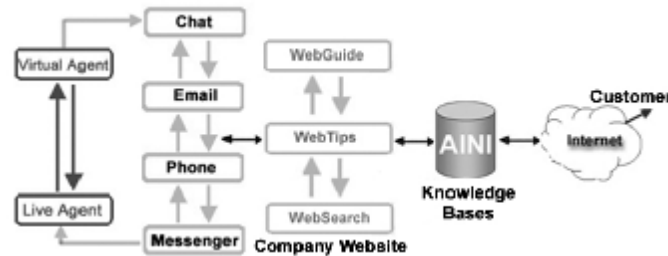 Chat
Virtual Agent
WebGuide
Email
Customer
WebTips
AINI
Internet
Phone
Knowledge
Bases
Live Agent
WebSearch
Messenger
Company Website